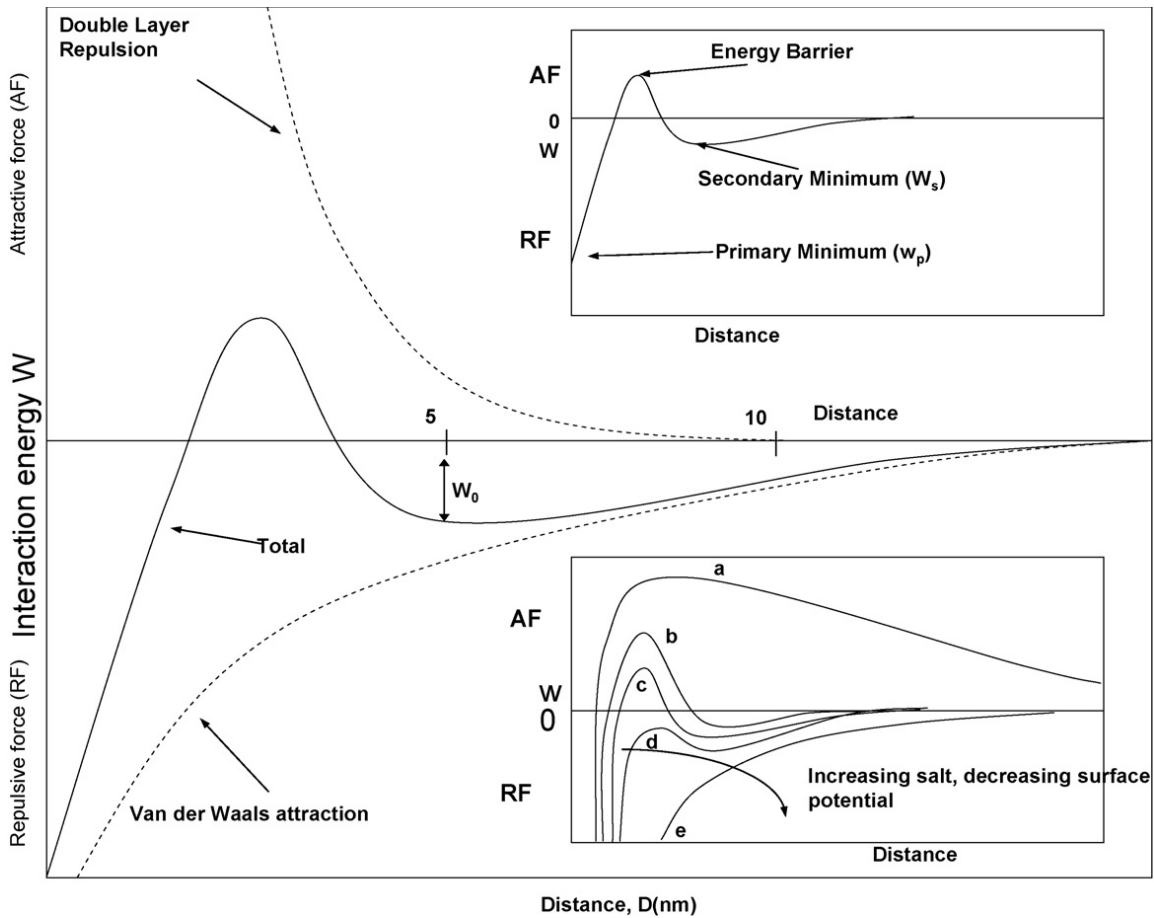 Double Layer
Repulsion
Attractive force (AF)
Interaction energy W
Repulsive force (RF)
Energy Barrier
AF
0
W
Secondary Minimum (Ws)
RF
Primary Minimum (wp)
Distance
5
10
Distance
W0
Total
Van der Waals attraction
a
AF
b
c
W
0
d
RF
Increasing salt, decreasing surface
potential
e
Distance
Distance, D(nm)